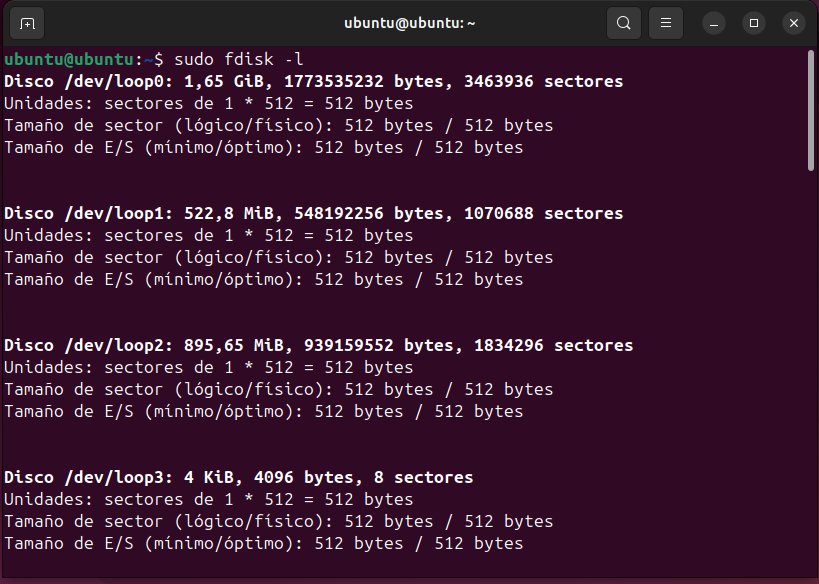 ubuntu@ubuntu: ~
ubuntu@ubuntu:~$ sudo fdisk -l
Disco /dev/loop0: 1,65 GiB, 1773535232 bytes, 3463936 sectores
Unidades: sectores de 1 * 512 = 512 bytes
Tamaño de sector (lógico/físico): 512 bytes / 512 bytes
Tamaño de E/S (mínimo/óptimo): 512 bytes / 512 bytes
Disco /dev/loop1: 522,8 MiB, 548192256 bytes, 1070688 sectores
Unidades: sectores de 1 * 512 = 512 bytes
Tamaño de sector (lógico/físico): 512 bytes / 512 bytes
Tamaño de E/S (mínimo/óptimo): 512 bytes / 512 bytes
Disco /dev/loop2: 895,65 MiB, 939159552 bytes, 1834296 sectores
Unidades: sectores de 1 * 512 = 512 bytes
Tamaño de sector (lógico/físico): 512 bytes / 512 bytes
Tamaño de E/S (mínimo/óptimo): 512 bytes / 512 bytes
Disco /dev/loop3: 4 KiB, 4096 bytes, 8 sectores
Unidades: sectores de 1 * 512 = 512 bytes
Tamaño de sector (lógico/físico): 512 bytes / 512 bytes
Tamaño de E/S (mínimo/óptimo): 512 bytes / 512 bytes